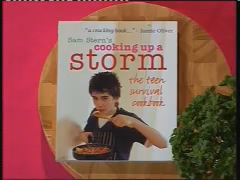 "a cracking book..." - Jamie Oliver
Sam Stern's
cooking up a
storm
the teen
survival
cookbook